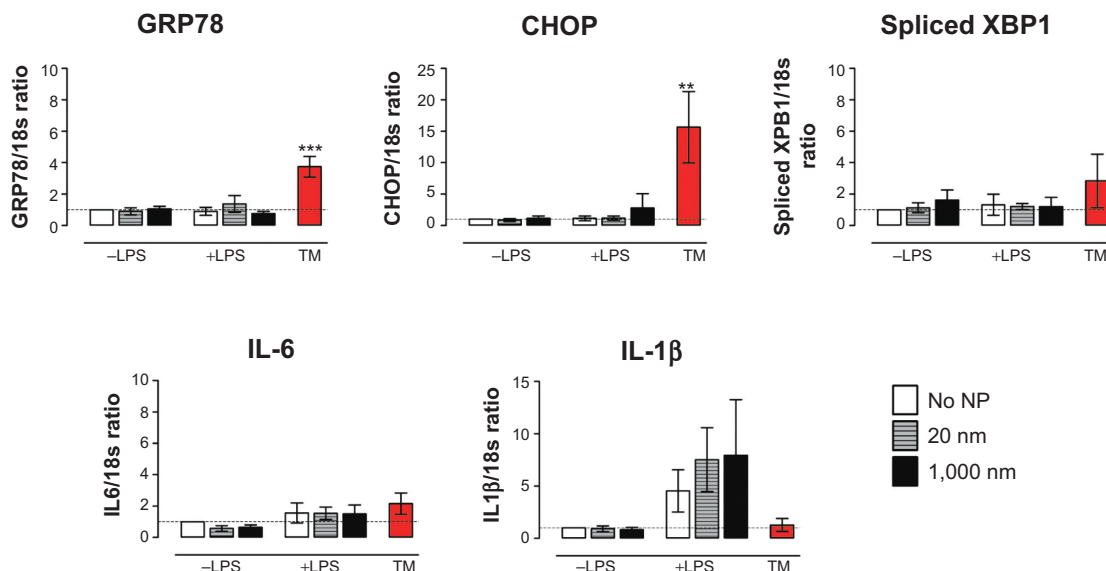 GRP78
CHOP
Spliced XBP1
GRP78/18s ratio
10
8
6
4
2
0
***
–LPS
+LPS
TM
CHOP/18s ratio
25
20
15
10
5
0
**
–LPS
+LPS
TM
Spliced XPB1/18s
ratio
10
8
6
4
2
0
–LPS
+LPS
TM
IL-6
IL-1β
IL6/18s ratio
10
8
6
4
2
0
–LPS
+LPS
TM
IL1β/18s ratio
15
10
5
0
–LPS
+LPS
TM
No NP
20 nm
1,000 nm